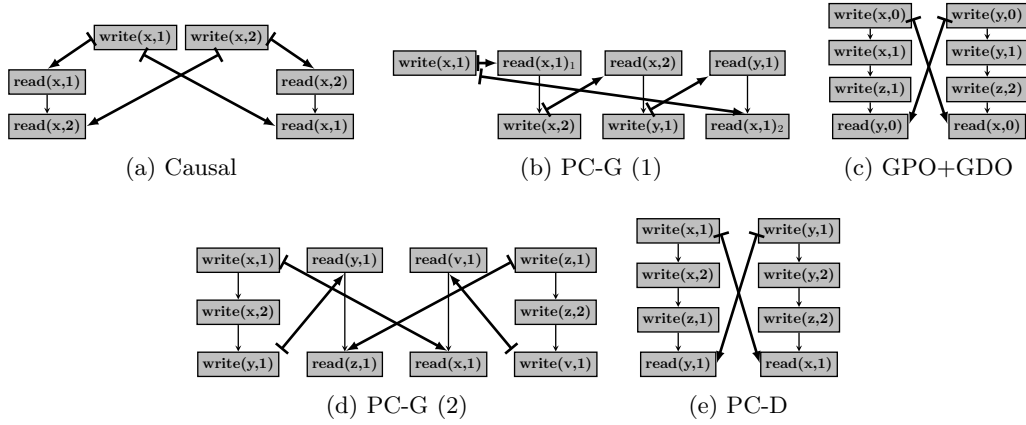 write(x,1) write(x,2)
read(x,1) read(x,2)
read(x,2) read(x,1)
(a) Causal
write(x,1) read(x,1)₁ read(x,2) read(y,1)
write(x,2) write(y,1) read(x,1)₂
(b) PC-G (1)
write(x,0) write(y,0)
write(x,1) write(y,1)
write(z,1) write(z,2)
read(y,0) read(x,0)
(c) GPO+GDO
write(x,1) read(y,1) read(v,1) write(z,1)
write(x,2) write(z,2)
write(y,1) read(z,1) read(x,1) write(v,1)
(d) PC-G (2)
write(x,1) write(y,1)
write(x,2) write(y,2)
write(z,1) write(z,2)
read(y,1) read(x,1)
(e) PC-D